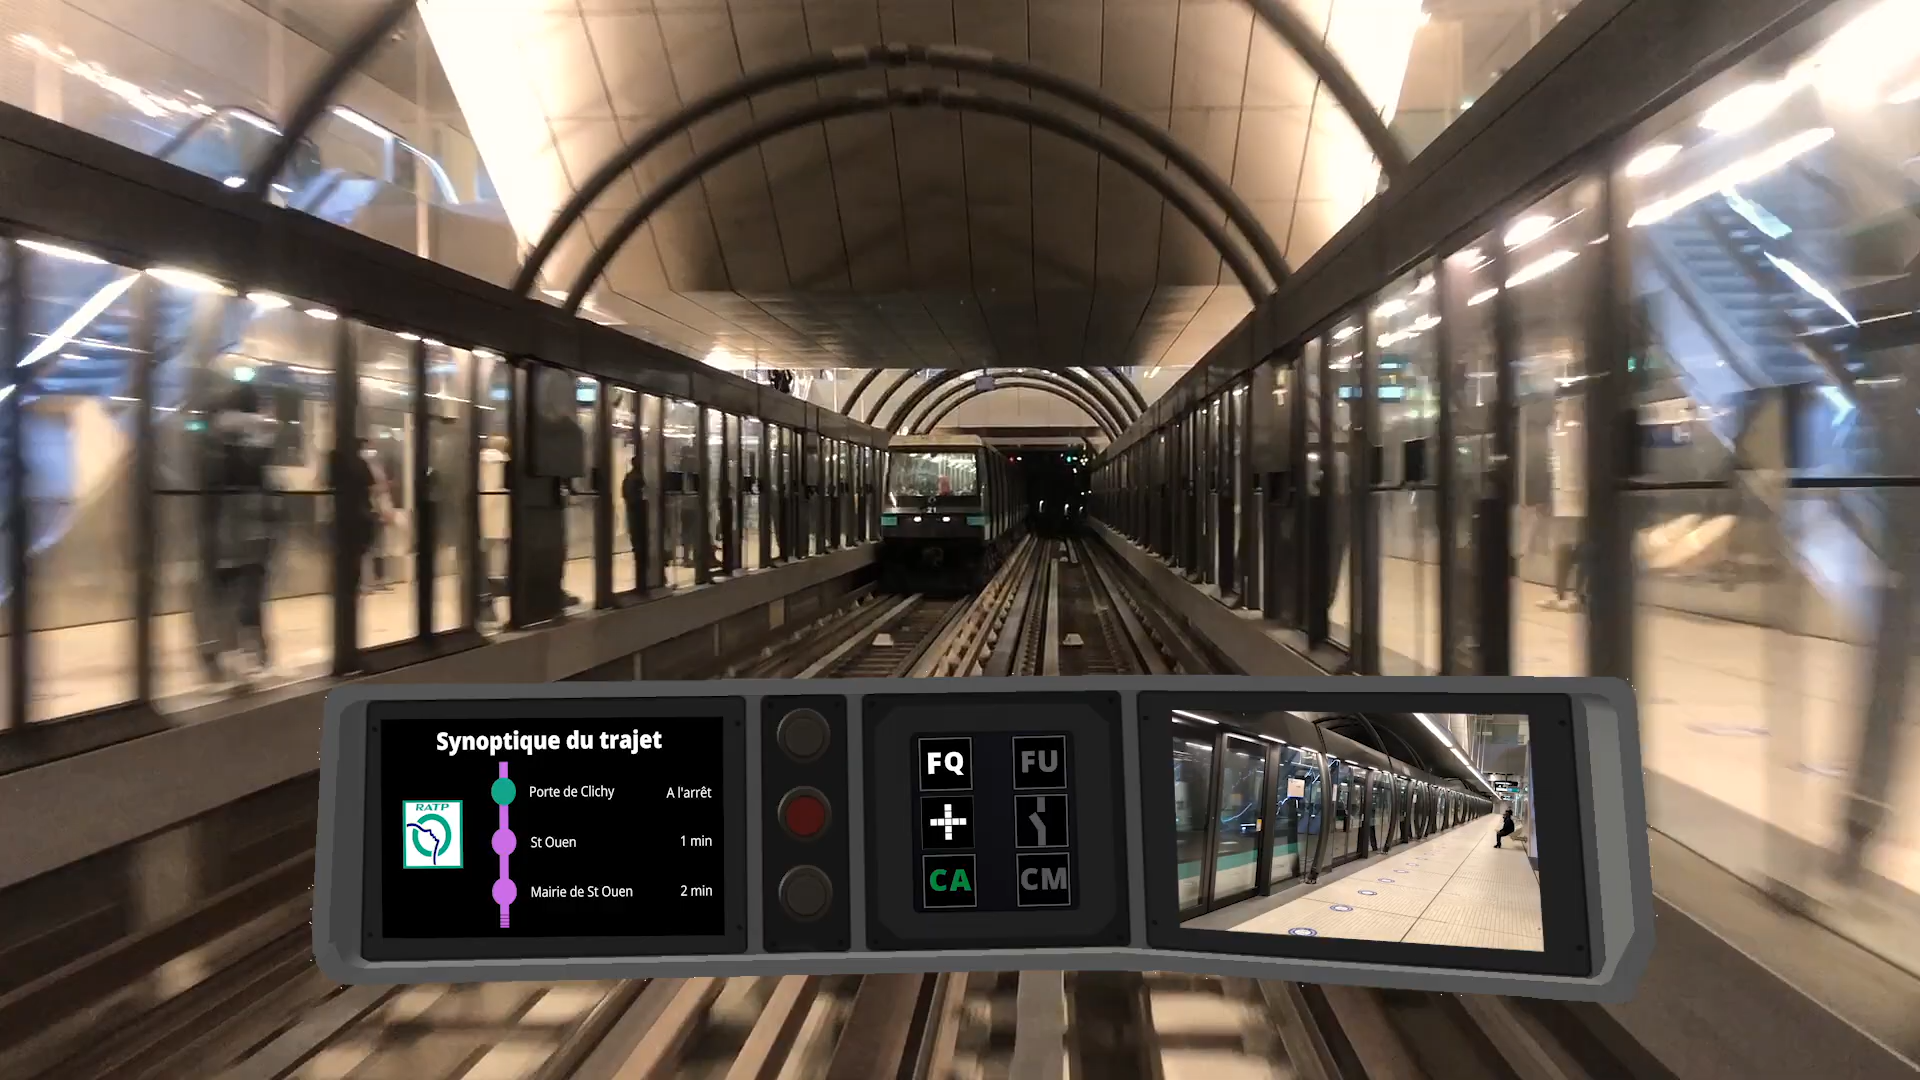 Synoptique du trajet
RATP
Porte de Clichy A l'arrêt
St Ouen 1 min
Mairie de St Ouen 2 min
FQ FU
CA CM